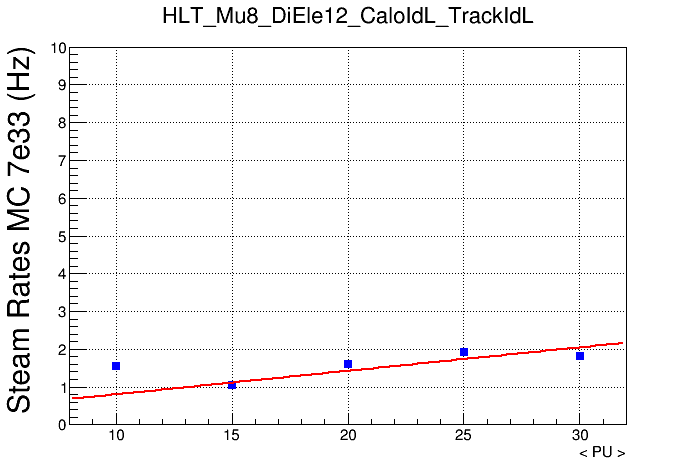 HLT_Mu8_DiEle12_CaloIdL_TrackIdL
Steam Rates MC 7e33 (Hz)
10
9
8
7
6
5
4
3
2
1
0
10 15 20 25 30
< PU >